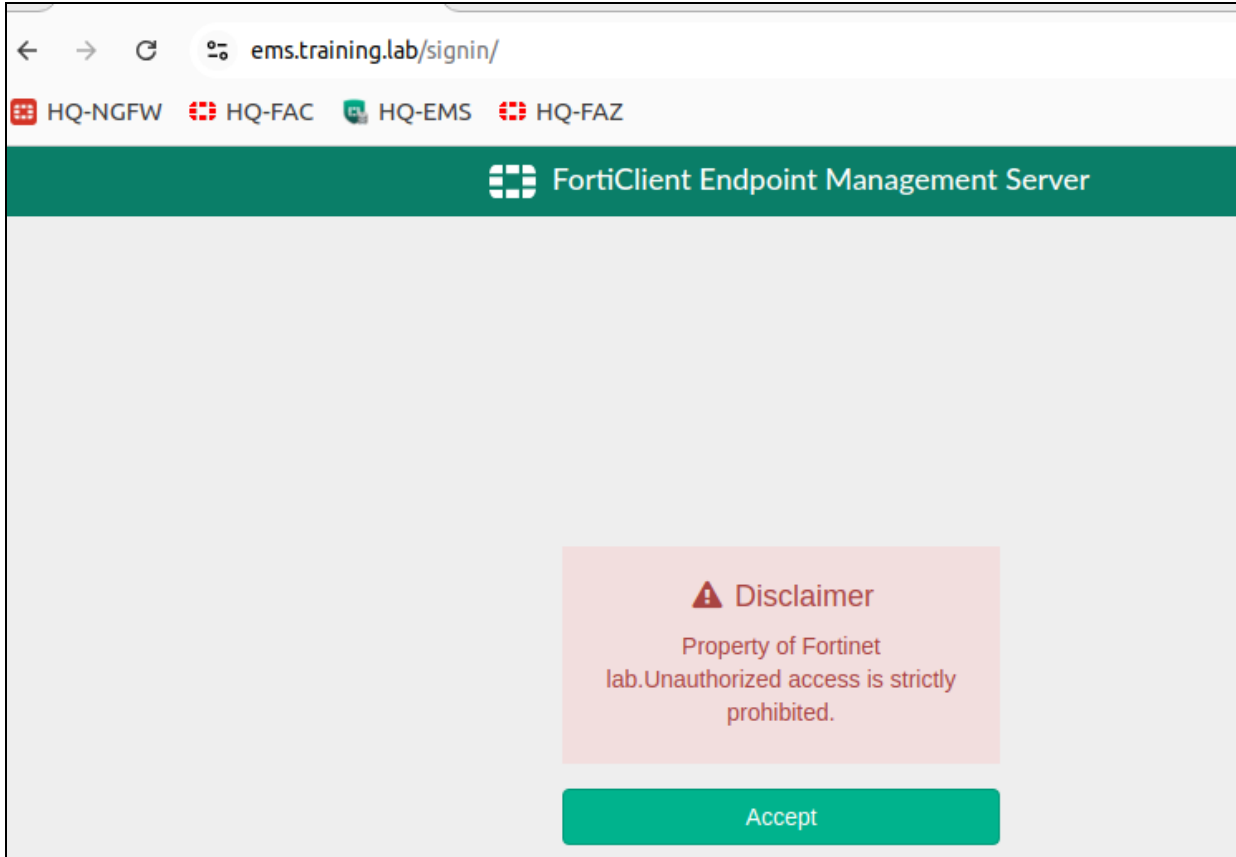 ems.training.lab/signin/
HQ-NGFW HQ-FAC HQ-EMS HQ-FAZ
FortiClient Endpoint Management Server
Disclaimer
Property of Fortinet
lab.Unauthorized access is strictly
prohibited.
Accept